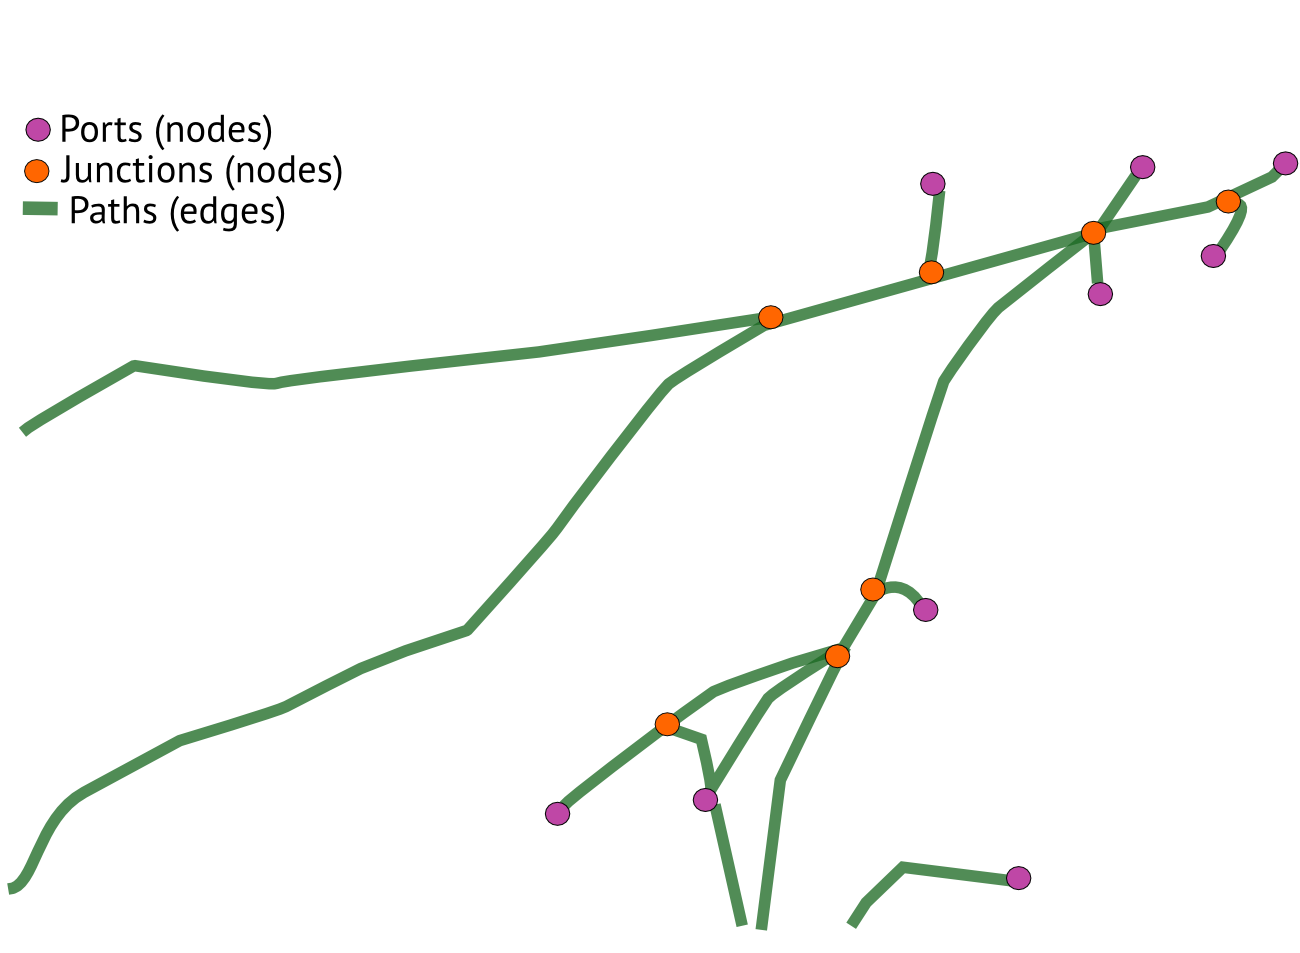 Ports (nodes)
Junctions (nodes)
Paths (edges)